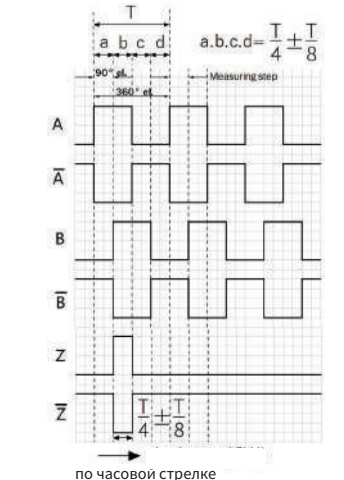 T
a b c d
a.b.c.d= T/4 ± T/8
90° el.
Measuring step
360° el.
A
A̅
B
B̅
Z
Z̅
T/4 ± T/8
по часовой стрелке